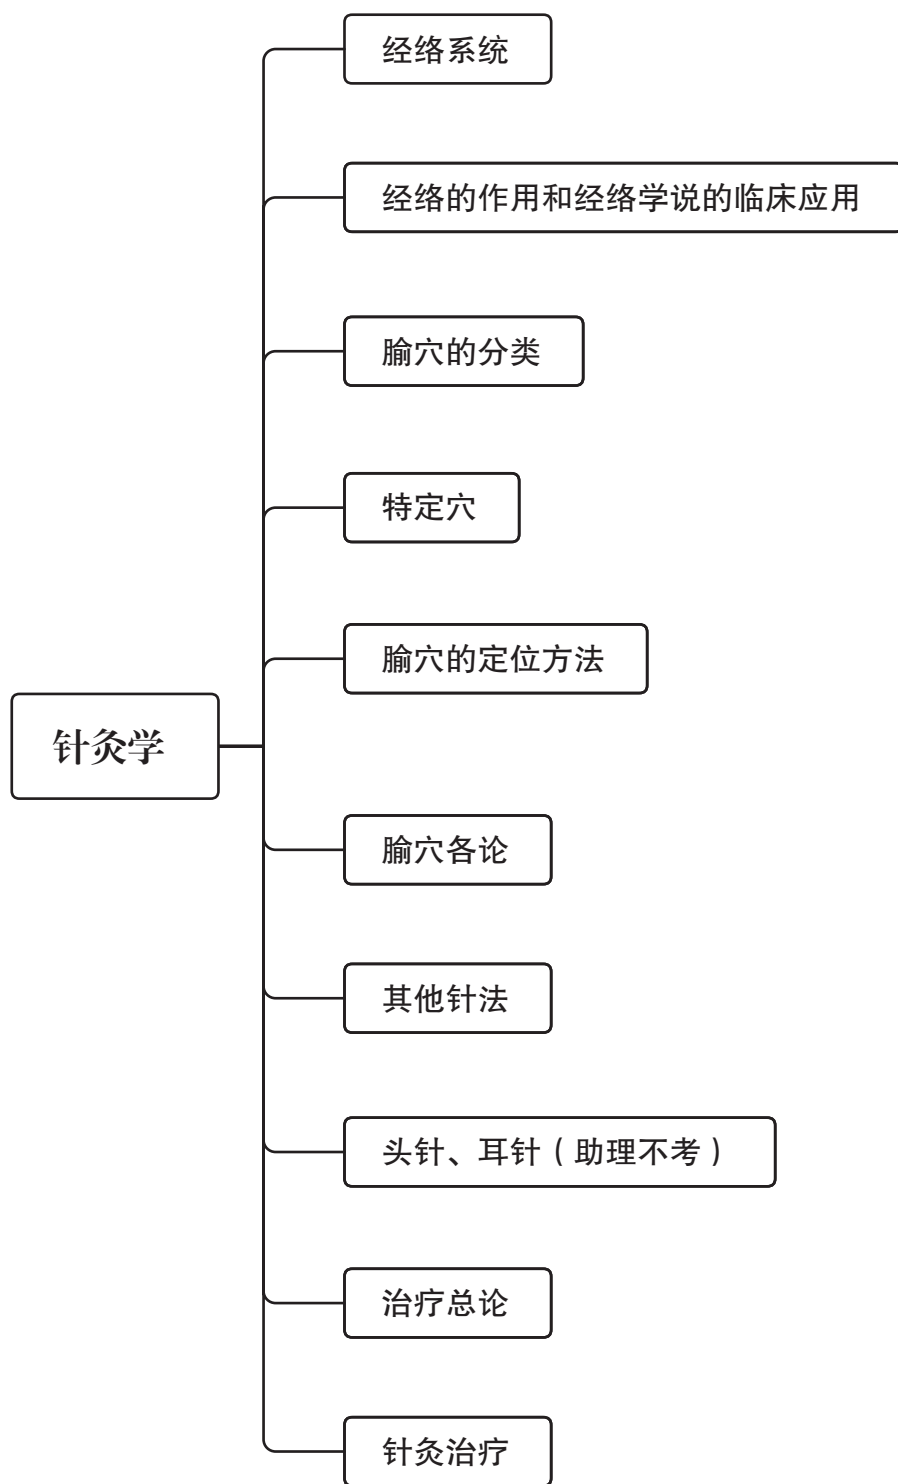 经络系统
经络的作用和经络学说的临床应用
腧穴的分类
特定穴
腧穴的定位方法
针灸学
腧穴各论
其他针法
头针、耳针（助理不考）
治疗总论
针灸治疗